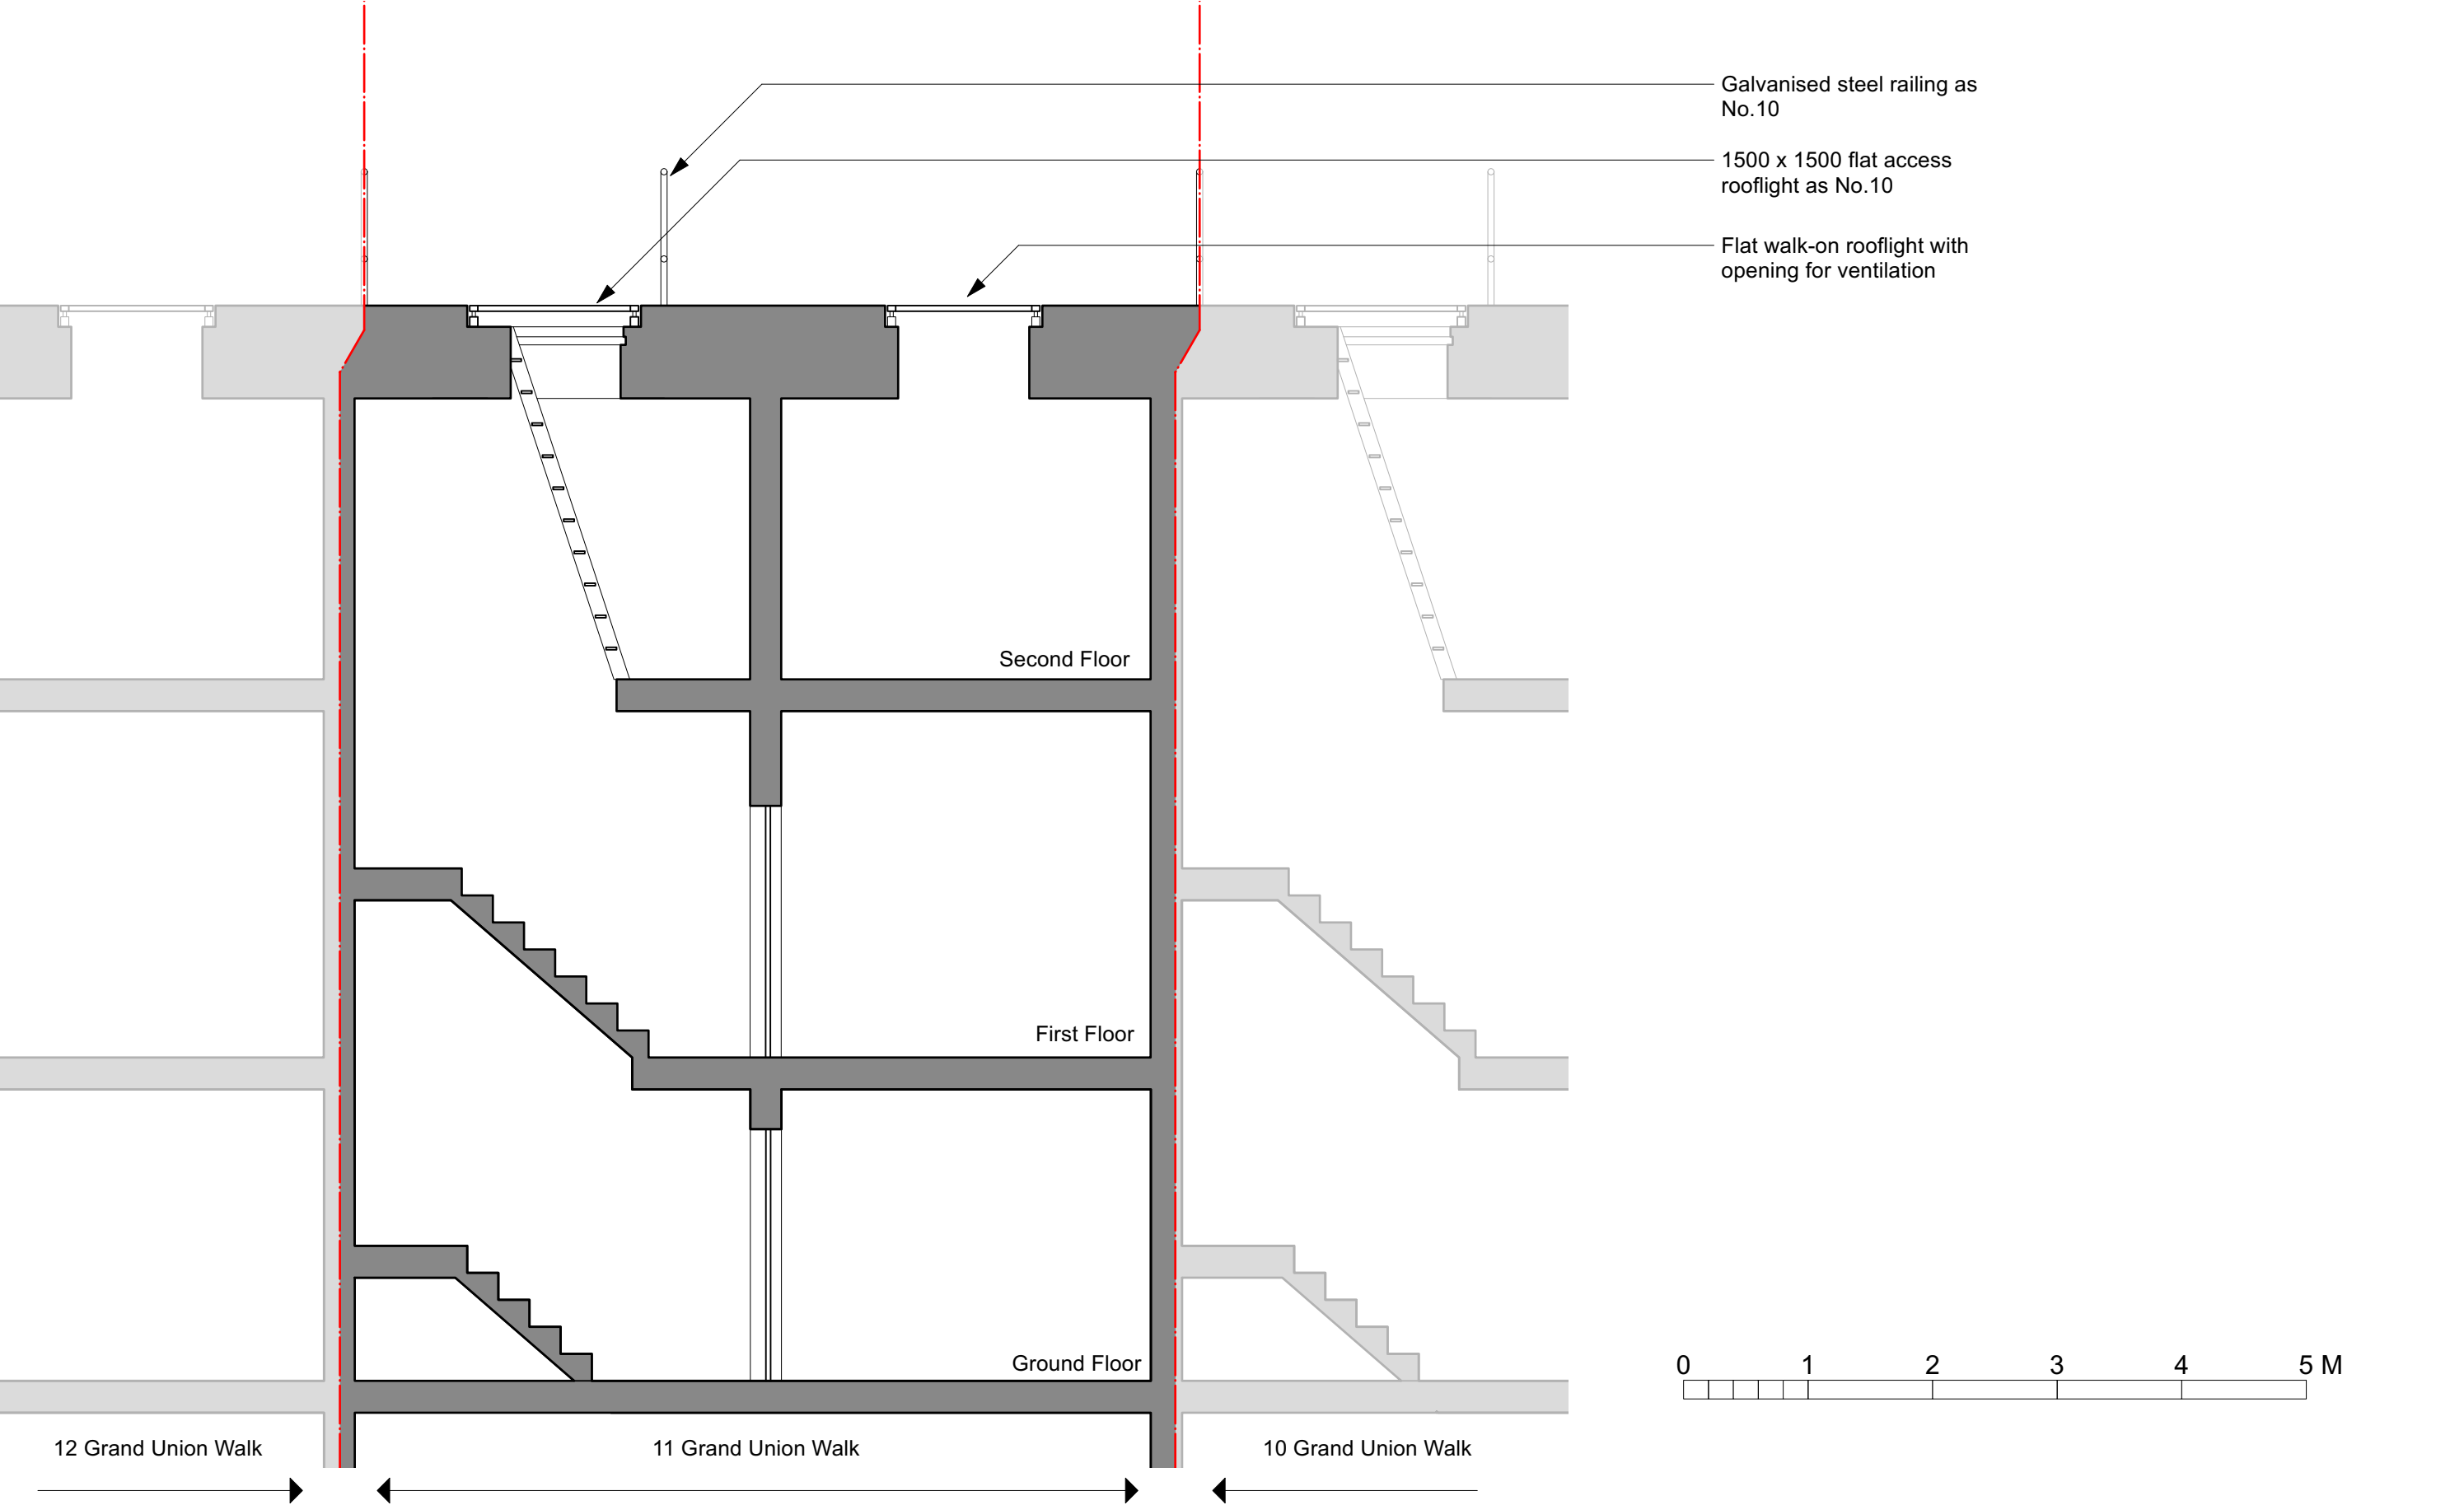 Galvanised steel railing as
No.10
1500 x 1500 flat access
rooflight as No.10
Flat walk-on rooflight with
opening for ventilation
Second Floor
First Floor
Ground Floor
0 1 2 3 4 5 M
12 Grand Union Walk
11 Grand Union Walk
10 Grand Union Walk